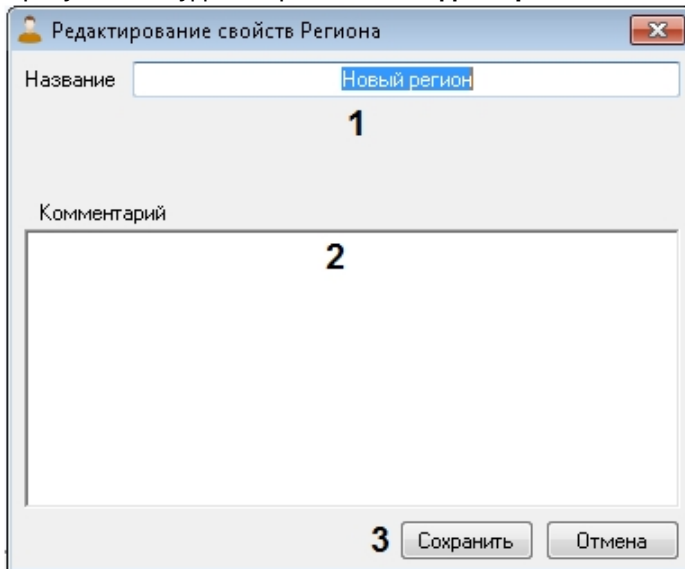 Редактирование свойств Региона
Название Новый регион
1
Комментарий
2
3 Сохранить Отмена